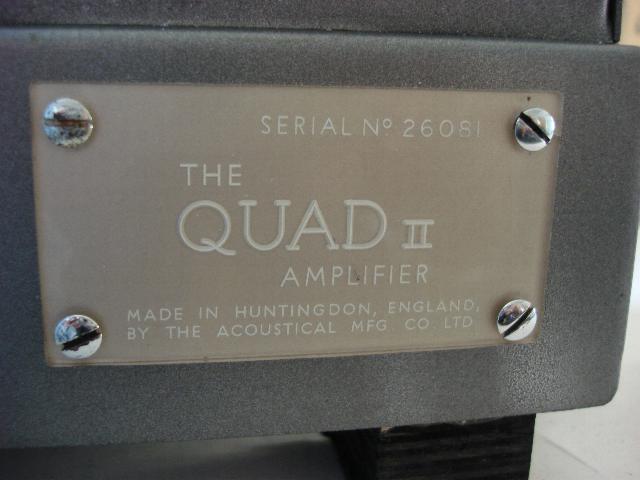 SERIAL Nº 26081
THE
QUAD II
AMPLIFIER
MADE IN HUNTINGDON, ENGLAND,
BY THE ACOUSTICAL MFG CO LTD